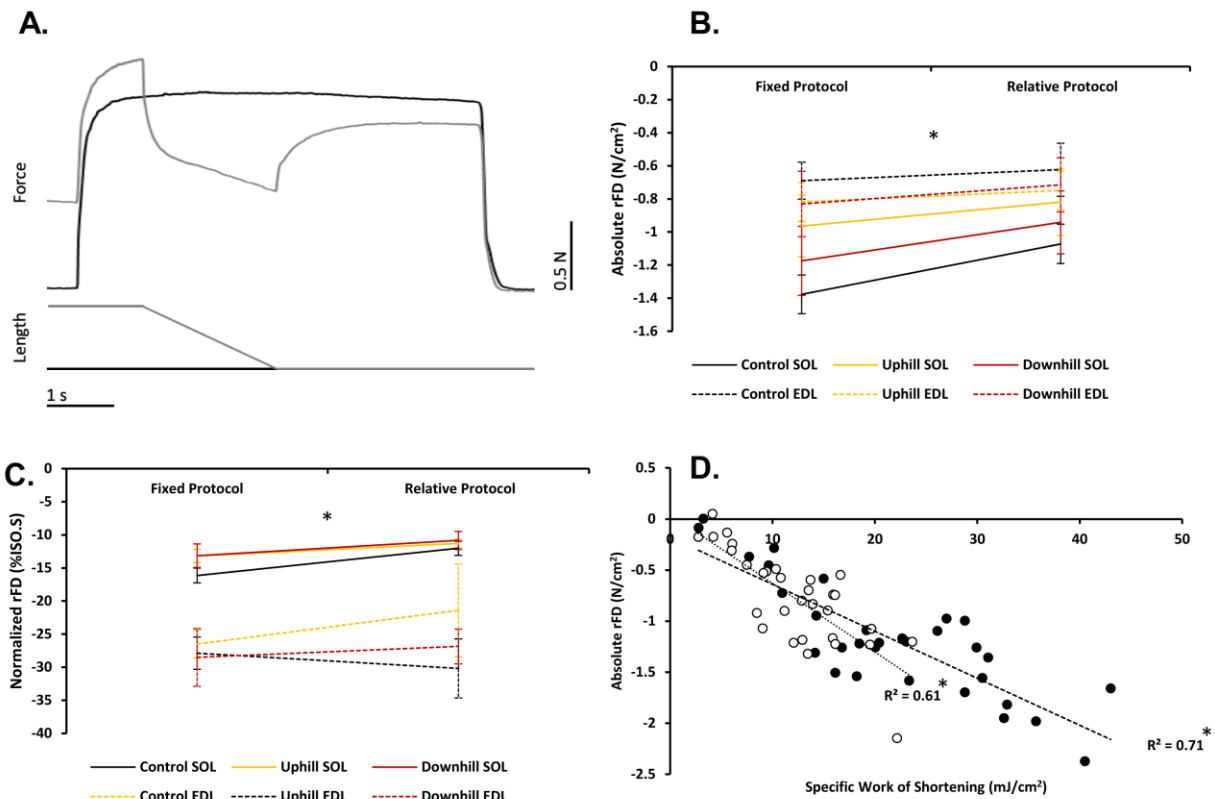 A.
Force
0.5 N
Length
1 s
B.
0
-0.2
-0.4
-0.6
-0.8
-1
-1.2
-1.4
-1.6
Absolute rFD (N/cm²)
Fixed Protocol
Relative Protocol
*
Control SOL
Uphill SOL
Downhill SOL
Control EDL
Uphill EDL
Downhill EDL
C.
0
-5
-10
-15
-20
-25
-30
-35
-40
Normalized rFD (%ISO.S)
Fixed Protocol
Relative Protocol
*
Control SOL
Uphill SOL
Downhill SOL
Control EDL
Uphill EDL
Downhill EDL
D.
0.5
0
-0.5
-1
-1.5
-2
-2.5
Absolute rFD (N/cm²)
0
10
20
30
40
50
R² = 0.61
*
R² = 0.71
*
Specific Work of Shortening (mJ/cm²)